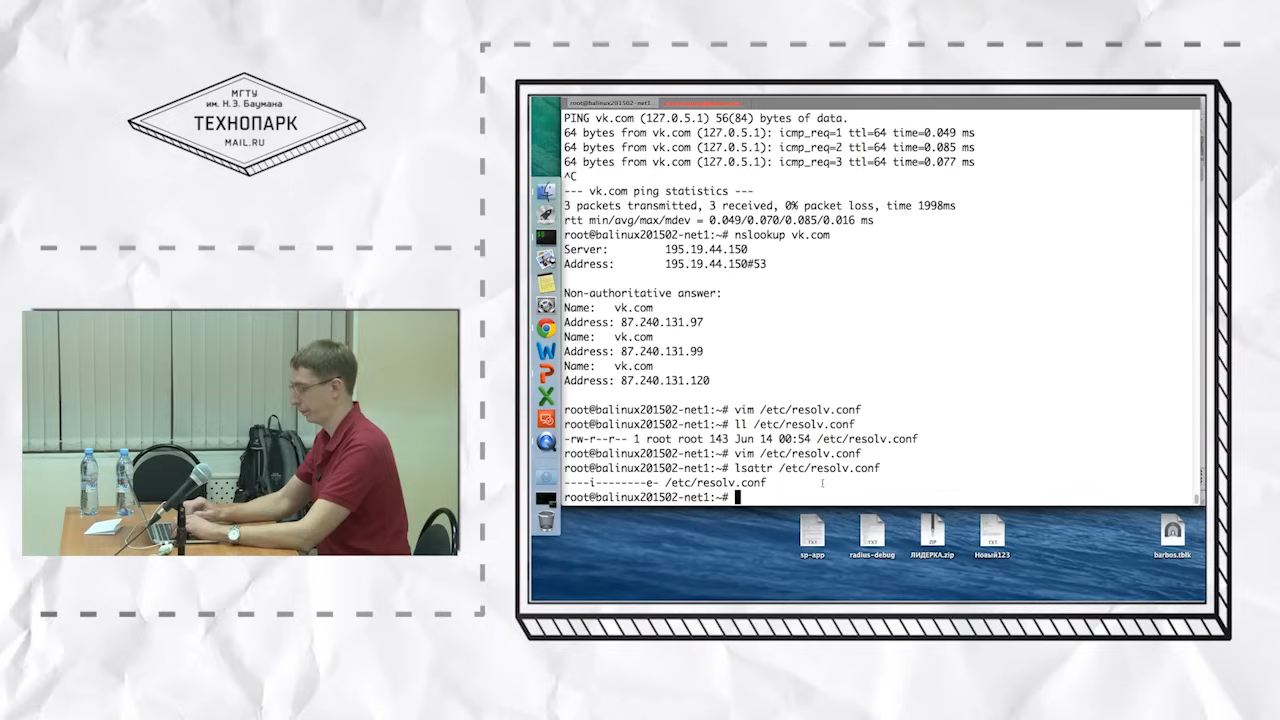 МГТУ
им. Н.Э. Баумана
ТЕХНОПАРК
MAIL.RU
root@balinux201502-net1...
PING vk.com (127.0.5.1) 56(84) bytes of data.
64 bytes from vk.com (127.0.5.1): icmp_req=1 ttl=64 time=0.049 ms
64 bytes from vk.com (127.0.5.1): icmp_req=2 ttl=64 time=0.085 ms
64 bytes from vk.com (127.0.5.1): icmp_req=3 ttl=64 time=0.077 ms
^C
--- vk.com ping statistics ---
3 packets transmitted, 3 received, 0% packet loss, time 1998ms
rtt min/avg/max/mdev = 0.049/0.070/0.085/0.016 ms
root@balinux201502-net1:~# nslookup vk.com
Server: 195.19.44.150
Address: 195.19.44.150#53
Non-authoritative answer:
Name: vk.com
Address: 87.240.131.97
Name: vk.com
Address: 87.240.131.99
Name: vk.com
Address: 87.240.131.120
root@balinux201502-net1:~# vim /etc/resolv.conf
root@balinux201502-net1:~# ll /etc/resolv.conf
-rw-r--r-- 1 root root 143 Jun 14 00:54 /etc/resolv.conf
root@balinux201502-net1:~# vim /etc/resolv.conf
root@balinux201502-net1:~# lsattr /etc/resolv.conf
----i--------e- /etc/resolv.conf
root@balinux201502-net1:~#
TXT TXT ZIP TXT
sp-app radius-debug ЛИДЕРКА.zip Новый123 barbos.tblk